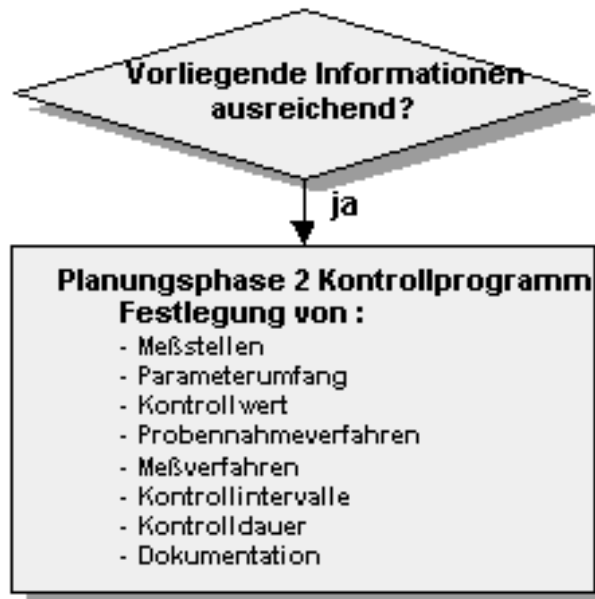 Vorliegende Informationen
ausreichend?
ja
Planungsphase 2 Kontrollprogramm
Festlegung von :
- Meßstellen
- Parameterumfang
- Kontrollwert
- Probennahmeverfahren
- Meßverfahren
- Kontrollintervalle
- Kontrolldauer
- Dokumentation